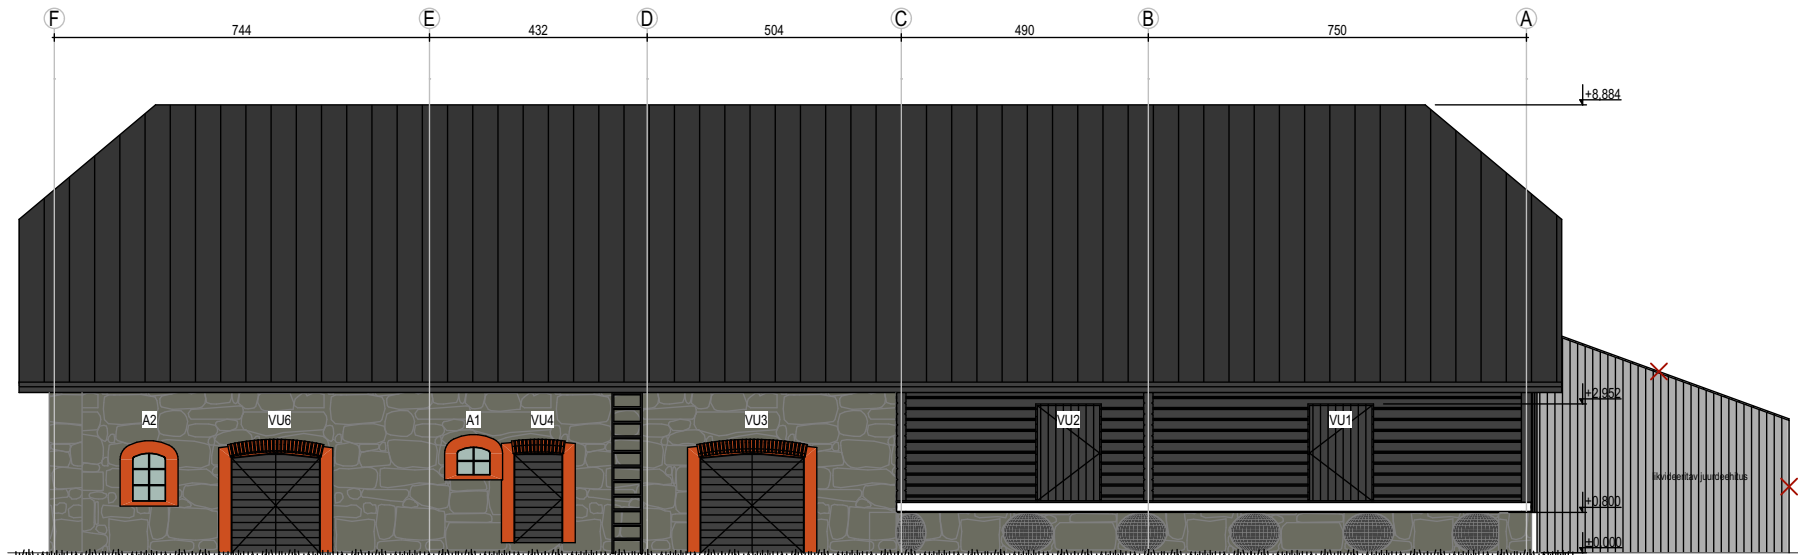 F E D C B A
744 432 504 490 750
+8,884
+2,952
A2 VU6 A1 VU4 VU3 VU2 VU1
likvideeritav juurdeehitus
+0,800
+0,000